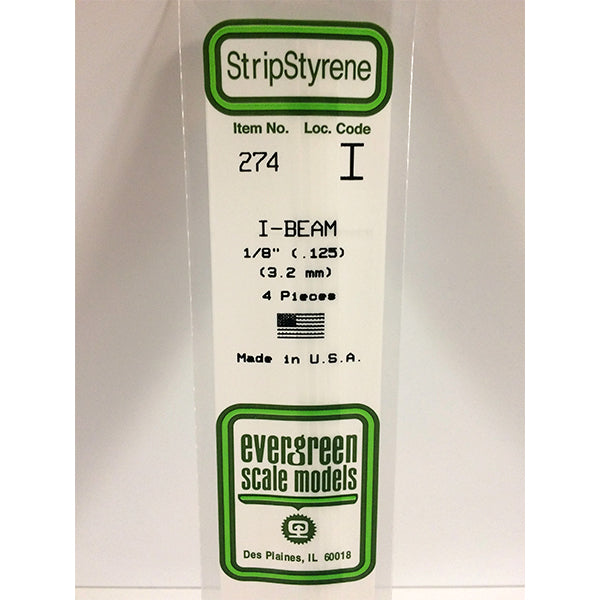 StripStyrene
Item No. Loc. Code
274 I
I-BEAM
1/8" (.125)
(3.2 mm)
4 Pieces
Made in U.S.A.
evergreen
scale models
Des Plaines, IL 60018